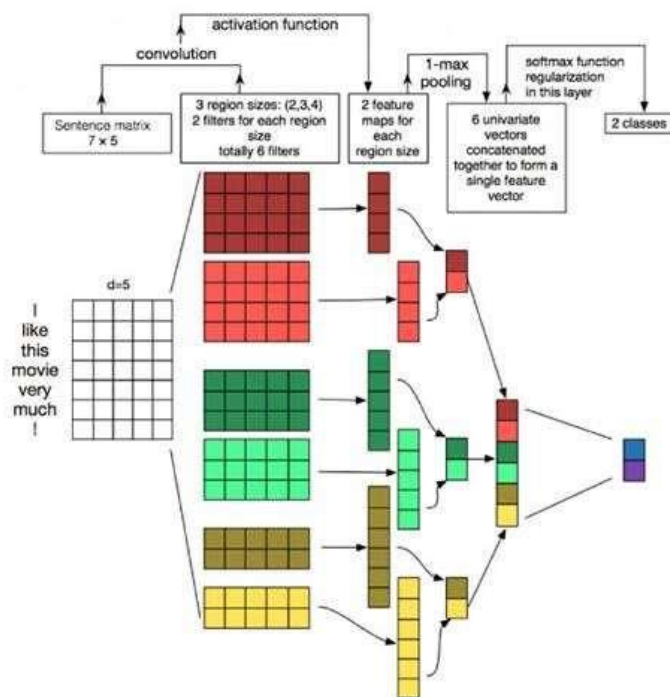 activation function
convolution
1-max
pooling
softmax function
regularization
in this layer
Sentence matrix
7 × 5
3 region sizes: (2,3,4)
2 filters for each region
size
totally 6 filters
2 feature
maps for
each
region size
6 univariate
vectors
concatenated
together to form a
single feature
vector
2 classes
d=5
I
like
this
movie
very
much
!